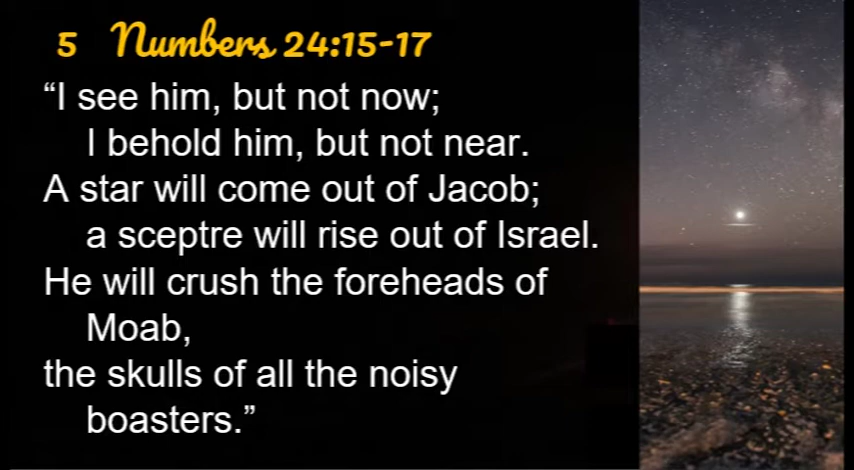 5 Numbers 24:15-17
“I see him, but not now;
I behold him, but not near.
A star will come out of Jacob;
a sceptre will rise out of Israel.
He will crush the foreheads of
Moab,
the skulls of all the noisy
boasters.”